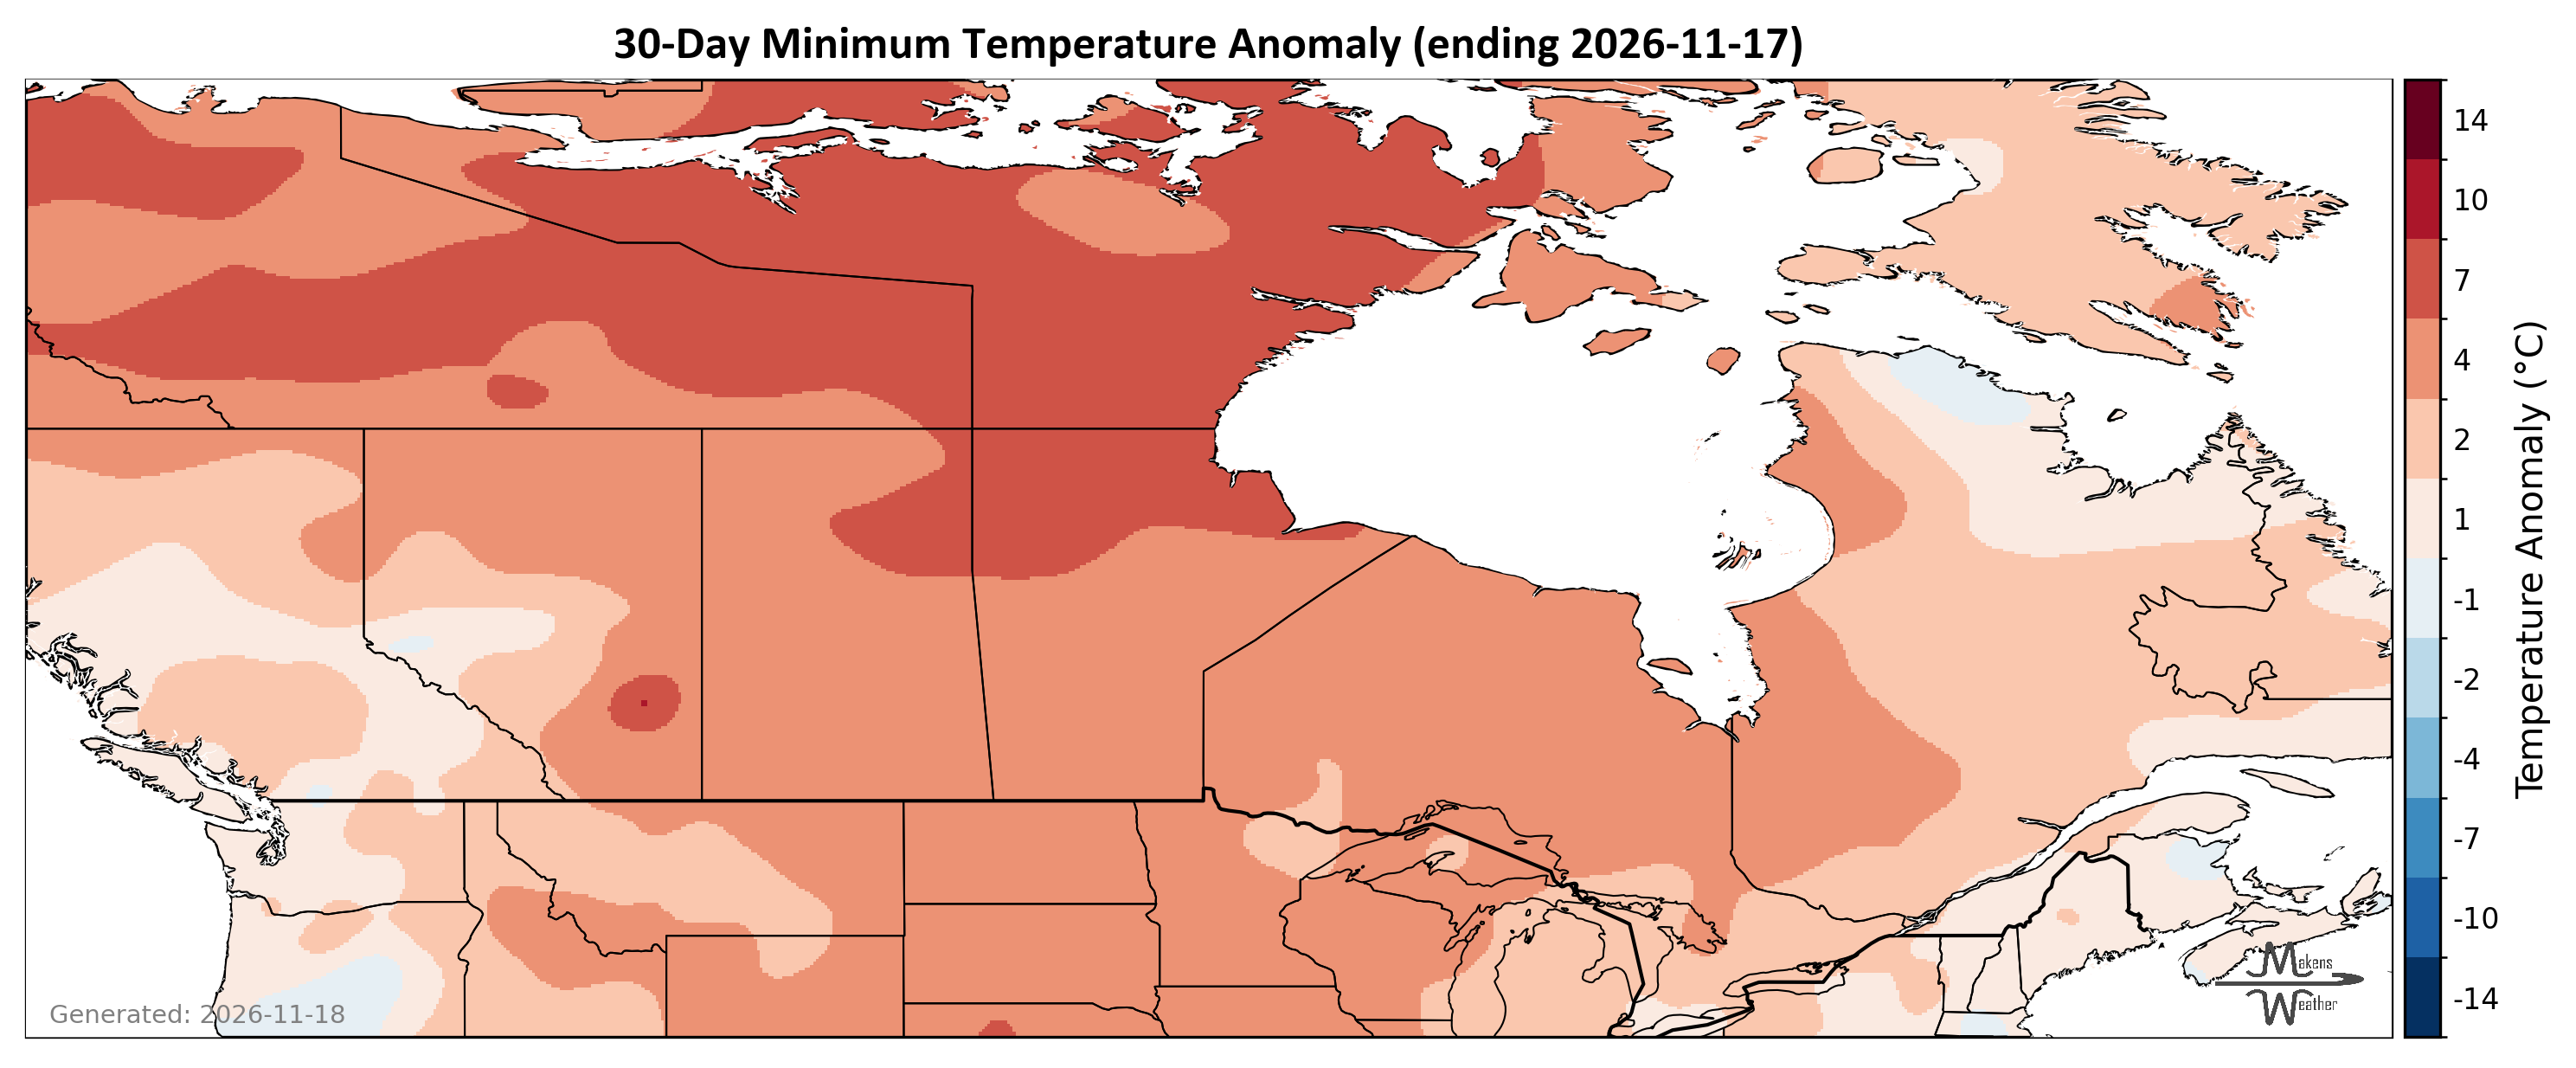 30-Day Minimum Temperature Anomaly (ending 2026-11-17)
14
10
7
4
2
1
-1
-2
-4
-7
-10
-14
Temperature Anomaly (°C)
Generated: 2026-11-18
Makens
Weather